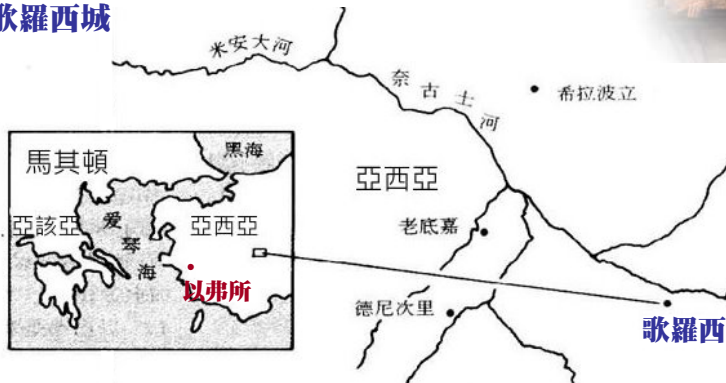 歌羅西城
米安大河
奈古士河
希拉波立
黑海
馬其頓
亞西亞
亞該亞
爱琴海
亞西亞
老底嘉
以弗所
德尼次里
歌羅西